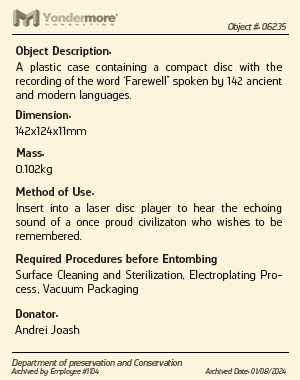 Yondermore®
CONSULTING
Object #: 06235
Object Description:
A plastic case containing a compact disc with the
recording of the word 'Farewell" spoken by 142 ancient
and modern languages.
Dimension:
142x124x11mm
Mass:
0.102kg
Method of Use:
Insert into a laser disc player to hear the echoing
sound of a once proud civilizaton who wishes to be
remembered.
Required Procedures before Entombing
Surface Cleaning and Sterilization, Electroplating Pro-
cess, Vacuum Packaging
Donator:
Andrei Joash
Department of preservation and Conservation
Archived by Employee #1104
Archived Date: 01/08/2024